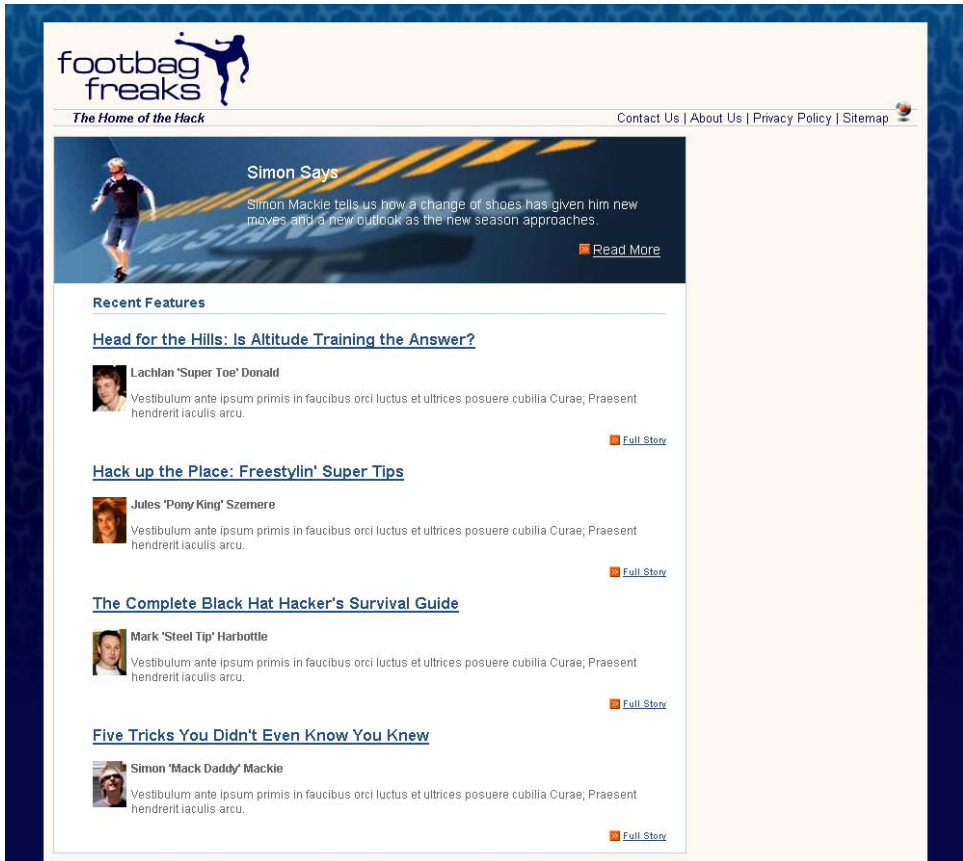 footbag
freaks
The Home of the Hack
Contact Us | About Us | Privacy Policy | Sitemap
Simon Says
Simon Mackie tells us how a change of shoes has given him new
moves and a new outlook as the new season approaches.
Read More
NO STANDING
Recent Features
Head for the Hills: Is Altitude Training the Answer?
Lachlan 'Super Toe' Donald
Vestibulum ante ipsum primis in faucibus orci luctus et ultrices posuere cubilia Curae; Praesent
hendrerit iaculis arcu.
Full Story
Hack up the Place: Freestylin' Super Tips
Jules 'Pony King' Szemere
Vestibulum ante ipsum primis in faucibus orci luctus et ultrices posuere cubilia Curae; Praesent
hendrerit iaculis arcu.
Full Story
The Complete Black Hat Hacker's Survival Guide
Mark 'Steel Tip' Harbottle
Vestibulum ante ipsum primis in faucibus orci luctus et ultrices posuere cubilia Curae; Praesent
hendrerit iaculis arcu.
Full Story
Five Tricks You Didn't Even Know You Knew
Simon 'Mack Daddy' Mackie
Vestibulum ante ipsum primis in faucibus orci luctus et ultrices posuere cubilia Curae; Praesent
hendrerit iaculis arcu.
Full Story